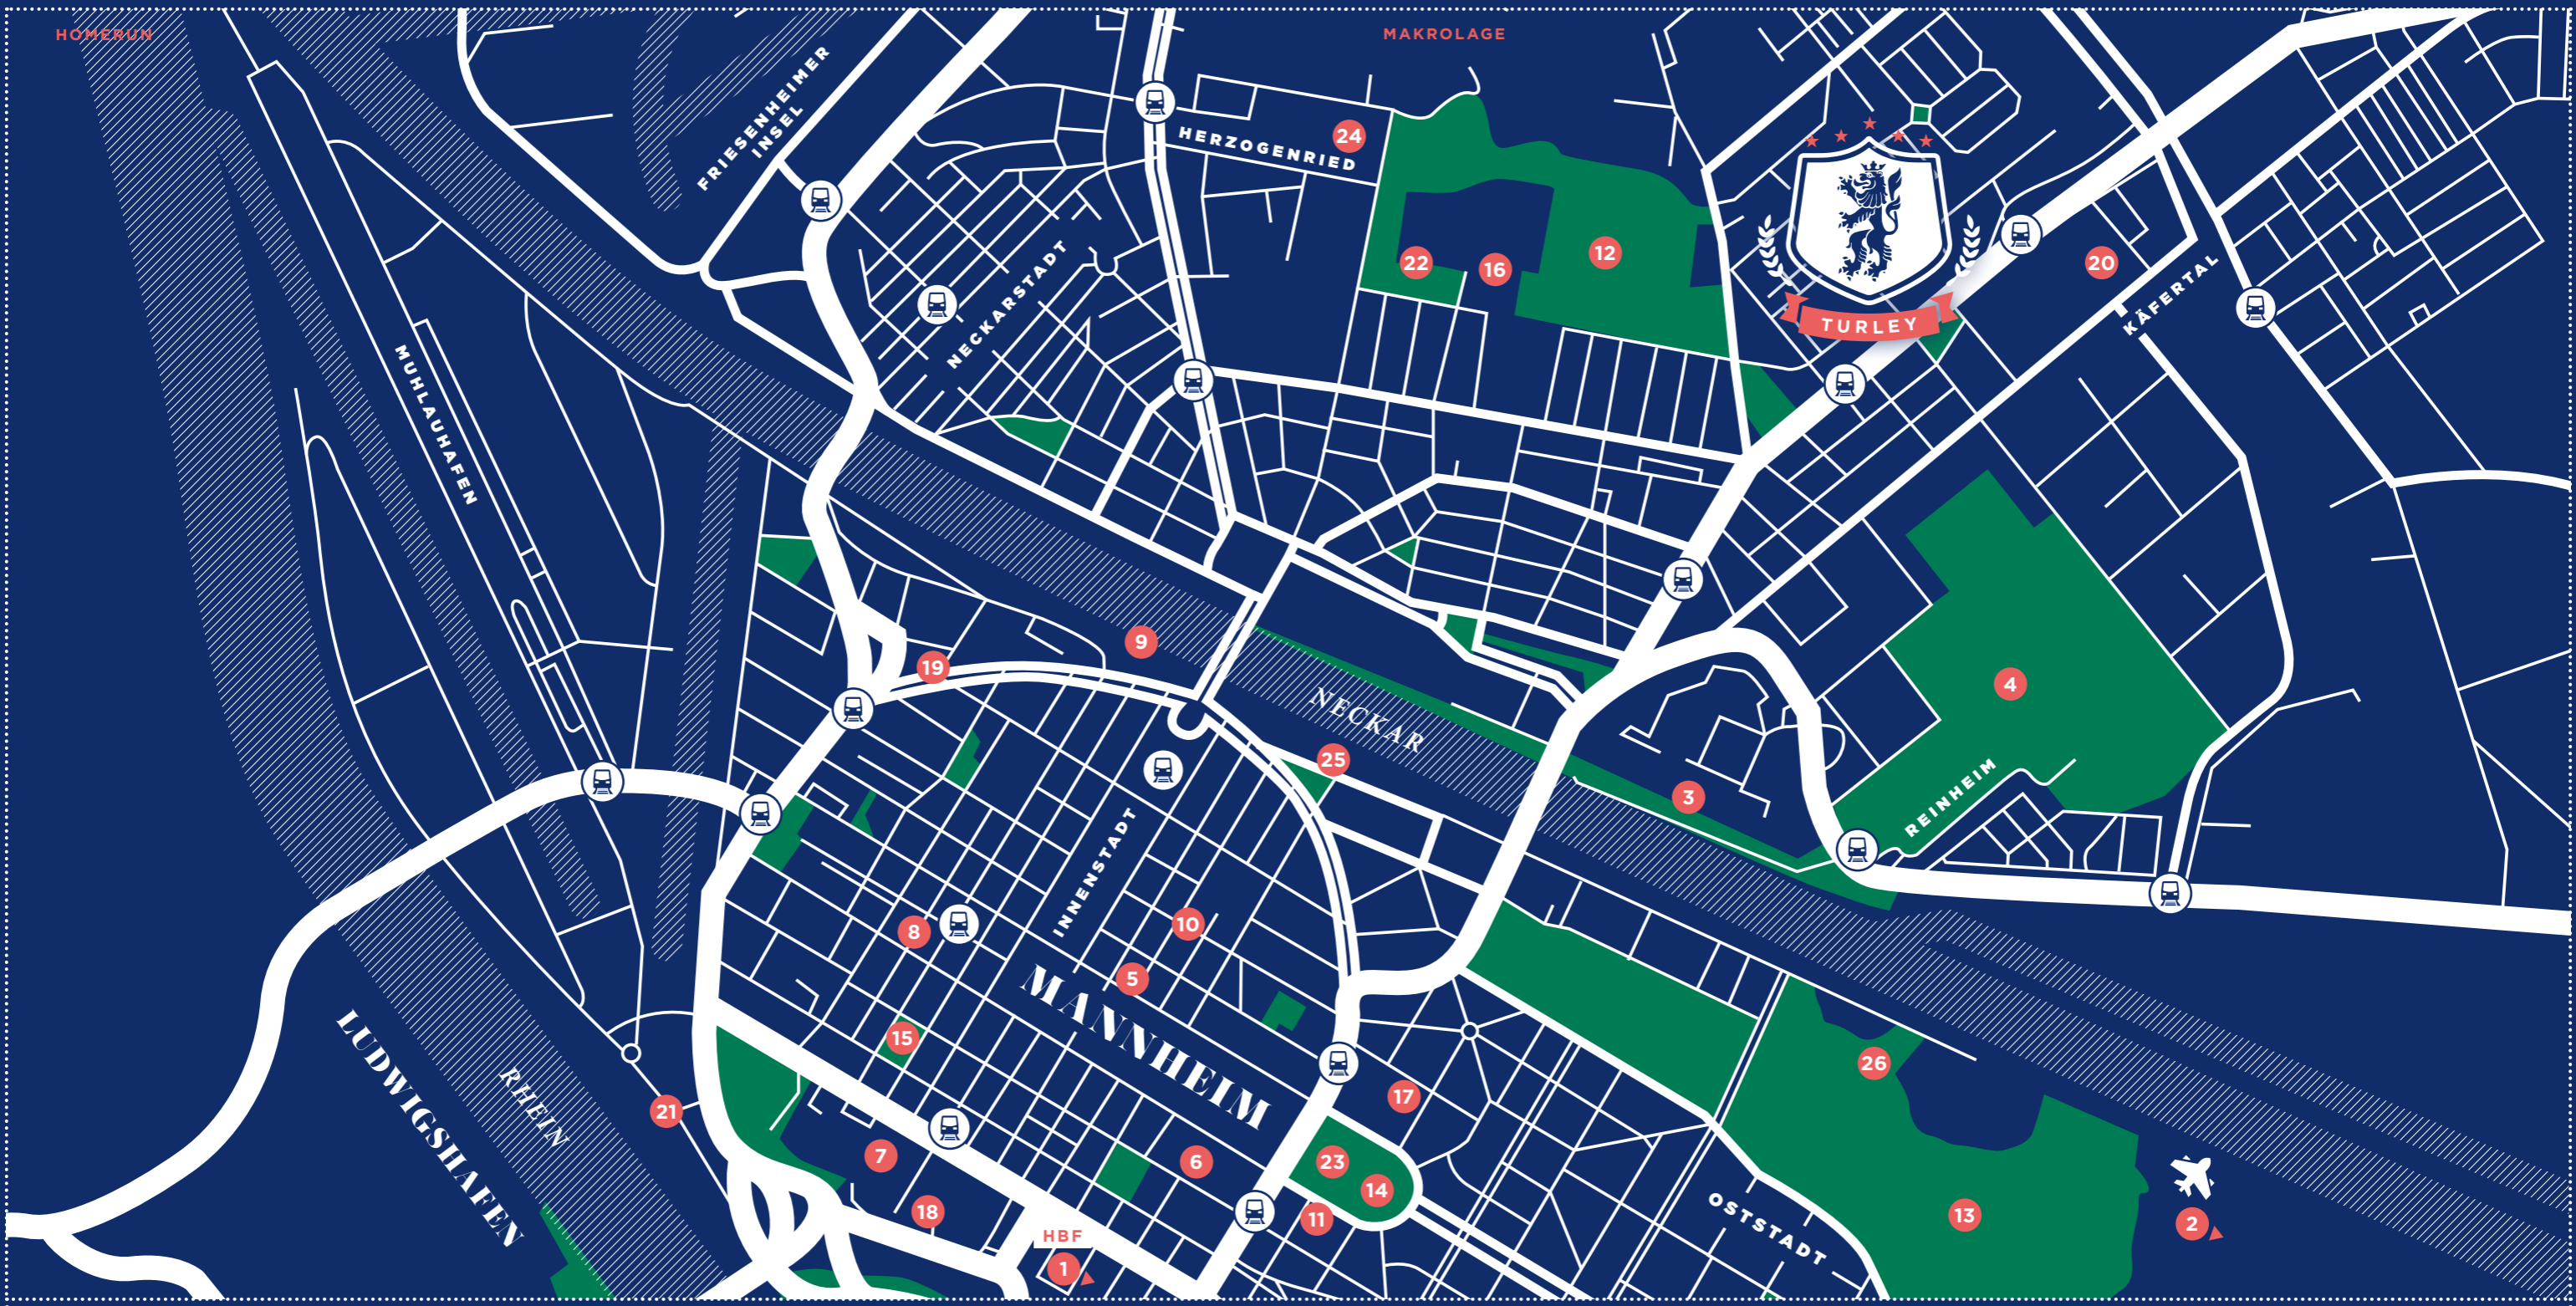 HOMERUN
MAKROLAGE
FRIESENHEIMER
INSEL
HERZOGENRIED
24
NECKARSTADT
22
16
12
TURLEY
20
KÄFERTAL
MÜHLAUHAFEN
9
19
NECKAR
25
4
3
REINHEIM
INNENSTADT
8
10
5
MANNHEIM
15
17
26
LUDWIGSHAFEN
RHEIN
21
7
6
23
14
18
11
OSTSTADT
13
2
HBF
1